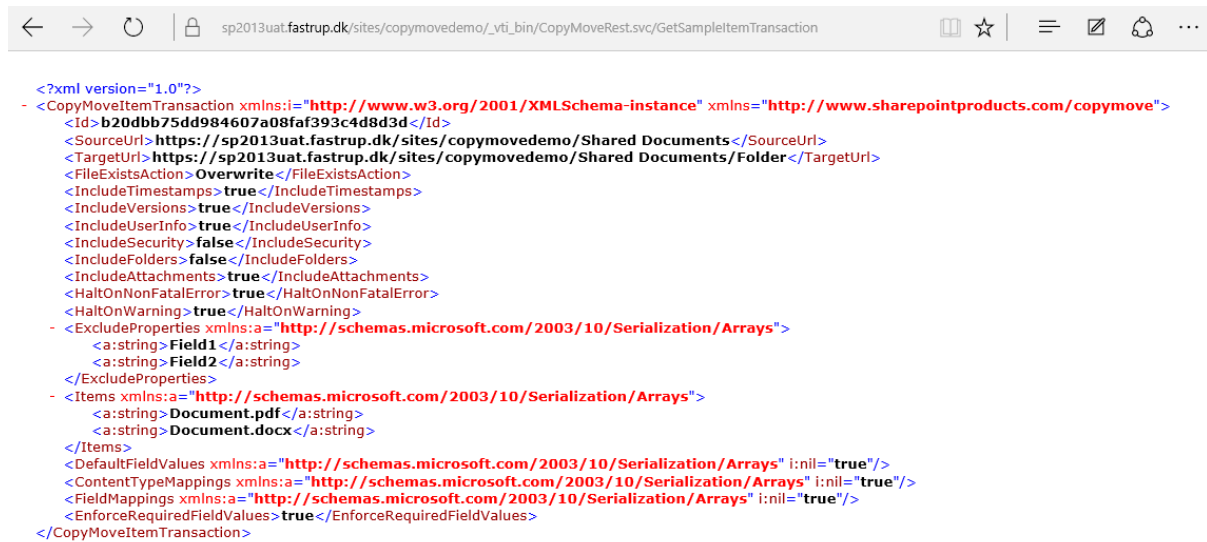 sp2013uat.fastrup.dk/sites/copymovedemo/_vti_bin/CopyMoveRest.svc/GetSampleItemTransaction
<?xml version="1.0"?>
- <CopyMoveItemTransaction xmlns:i="http://www.w3.org/2001/XMLSchema-instance" xmlns="http://www.sharepointproducts.com/copymove">
<Id>b20dbb75dd984607a08faf393c4d8d3d</Id>
<SourceUrl>https://sp2013uat.fastrup.dk/sites/copymovedemo/Shared Documents</SourceUrl>
<TargetUrl>https://sp2013uat.fastrup.dk/sites/copymovedemo/Shared Documents/Folder</TargetUrl>
<FileExistsAction>Overwrite</FileExistsAction>
<IncludeTimestamps>true</IncludeTimestamps>
<IncludeVersions>true</IncludeVersions>
<IncludeUserInfo>true</IncludeUserInfo>
<IncludeSecurity>false</IncludeSecurity>
<IncludeFolders>false</IncludeFolders>
<IncludeAttachments>true</IncludeAttachments>
<HaltOnNonFatalError>true</HaltOnNonFatalError>
<HaltOnWarning>true</HaltOnWarning>
- <ExcludeProperties xmlns:a="http://schemas.microsoft.com/2003/10/Serialization/Arrays">
<a:string>Field1</a:string>
<a:string>Field2</a:string>
</ExcludeProperties>
- <Items xmlns:a="http://schemas.microsoft.com/2003/10/Serialization/Arrays">
<a:string>Document.pdf</a:string>
<a:string>Document.docx</a:string>
</Items>
<DefaultFieldValues xmlns:a="http://schemas.microsoft.com/2003/10/Serialization/Arrays" i:nil="true"/>
<ContentTypeMappings xmlns:a="http://schemas.microsoft.com/2003/10/Serialization/Arrays" i:nil="true"/>
<FieldMappings xmlns:a="http://schemas.microsoft.com/2003/10/Serialization/Arrays" i:nil="true"/>
<EnforceRequiredFieldValues>true</EnforceRequiredFieldValues>
</CopyMoveItemTransaction>